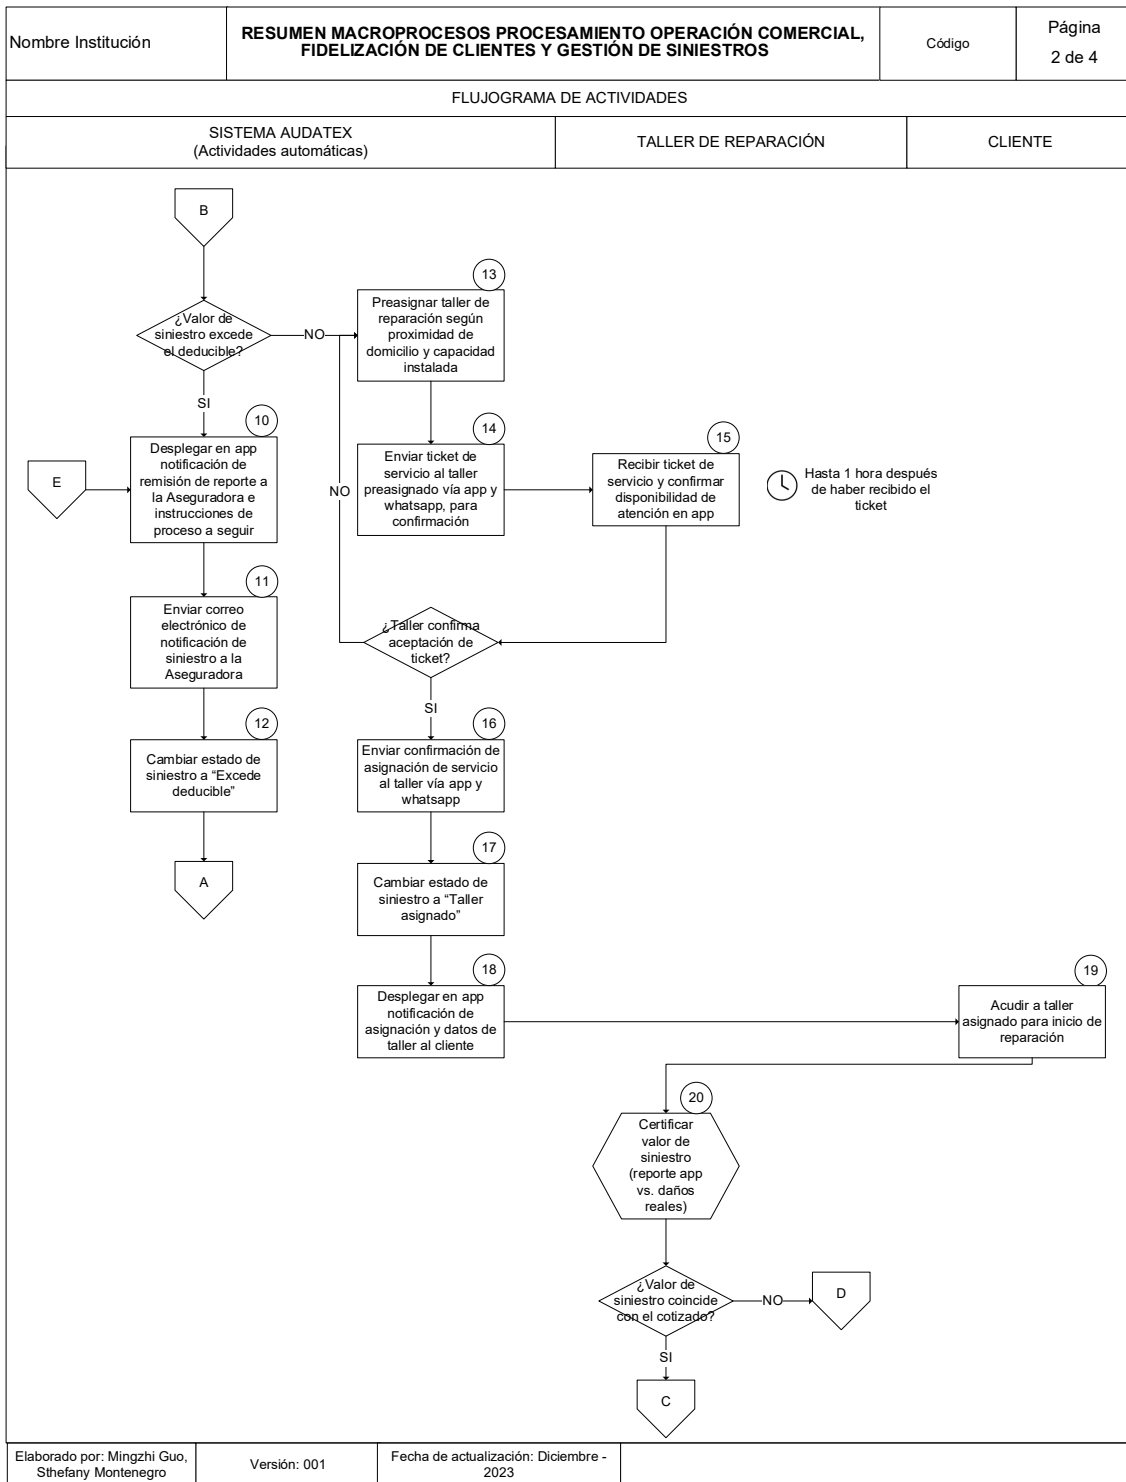 Nombre Institución
RESUMEN MACROPROCESOS PROCESAMIENTO OPERACIÓN COMERCIAL,
FIDELIZACIÓN DE CLIENTES Y GESTIÓN DE SINIESTROS
Código
Página
2 de 4
FLUJOGRAMA DE ACTIVIDADES
SISTEMA AUDATEX
(Actividades automáticas)
TALLER DE REPARACIÓN
CLIENTE
B
¿Valor de
siniestro excede
el deducible?
NO
SI
13
Preasignar taller de
reparación según
proximidad de
domicilio y capacidad
instalada
10
Desplegar en app
notificación de
remisión de reporte a
la Aseguradora e
instrucciones de
proceso a seguir
E
NO
14
Enviar ticket de
servicio al taller
preasignado vía app y
whatsapp, para
confirmación
15
Recibir ticket de
servicio y confirmar
disponibilidad de
atención en app
Hasta 1 hora después
de haber recibido el
ticket
11
Enviar correo
electrónico de
notificación de
siniestro a la
Aseguradora
¿Taller confirma
aceptación de
ticket?
SI
12
Cambiar estado de
siniestro a “Excede
deducible”
16
Enviar confirmación de
asignación de servicio
al taller vía app y
whatsapp
A
17
Cambiar estado de
siniestro a “Taller
asignado”
18
Desplegar en app
notificación de
asignación y datos de
taller al cliente
19
Acudir a taller
asignado para inicio de
reparación
20
Certificar
valor de
siniestro
(reporte app
vs. daños
reales)
¿Valor de
siniestro coincide
con el cotizado?
NO
D
SI
C
Elaborado por: Mingzhi Guo,
Sthefany Montenegro
Versión: 001
Fecha de actualización: Diciembre -
2023